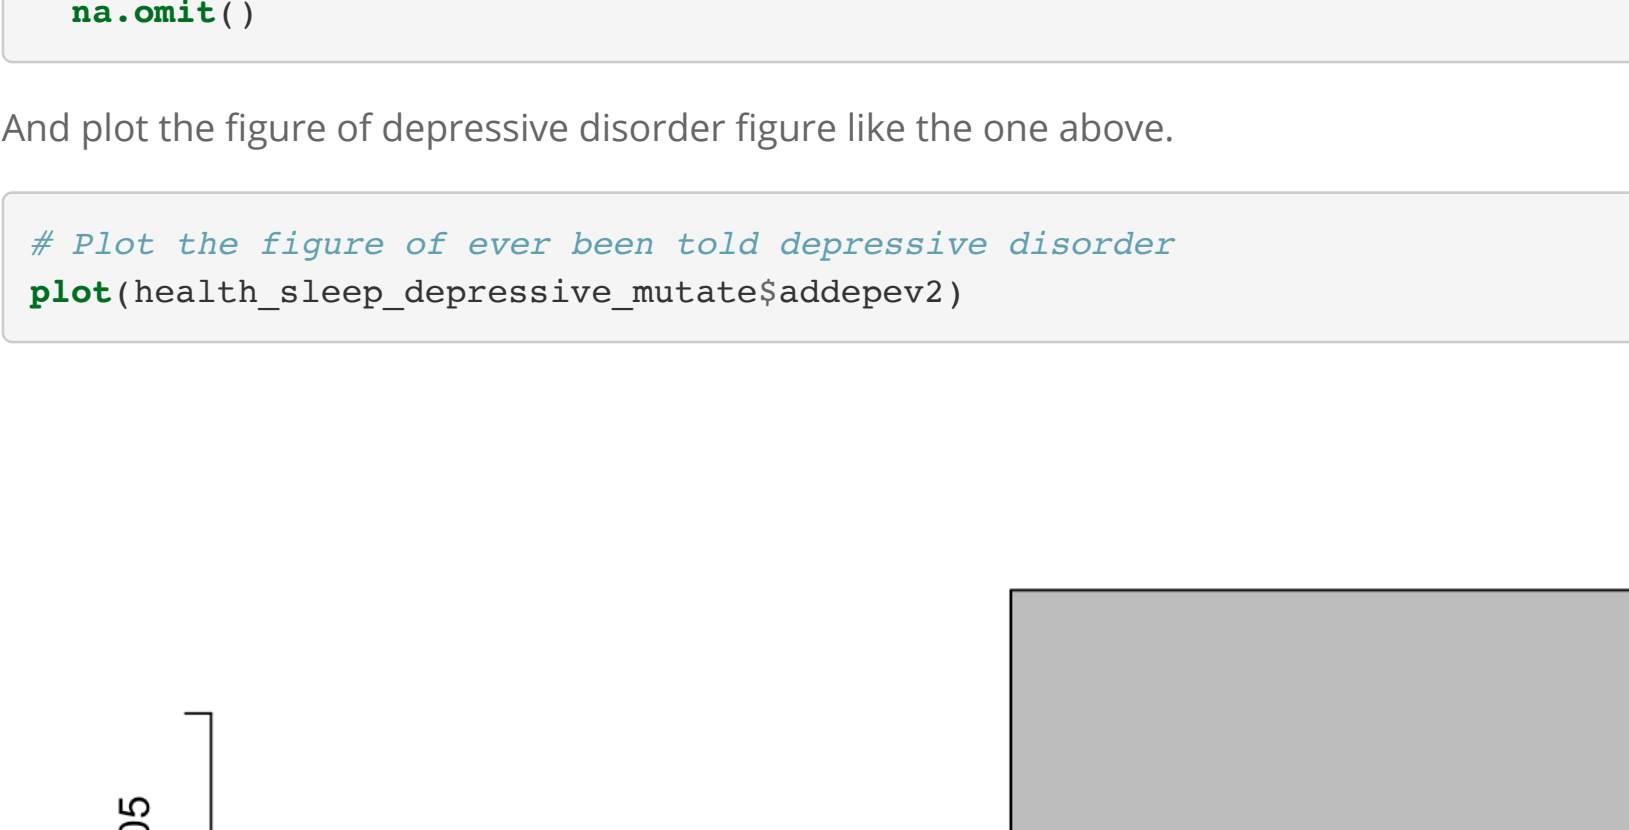 na.omit()
And plot the figure of depressive disorder figure like the one above.
# Plot the figure of ever been told depressive disorder
plot(health_sleep_depressive_mutate$addepev2)
05